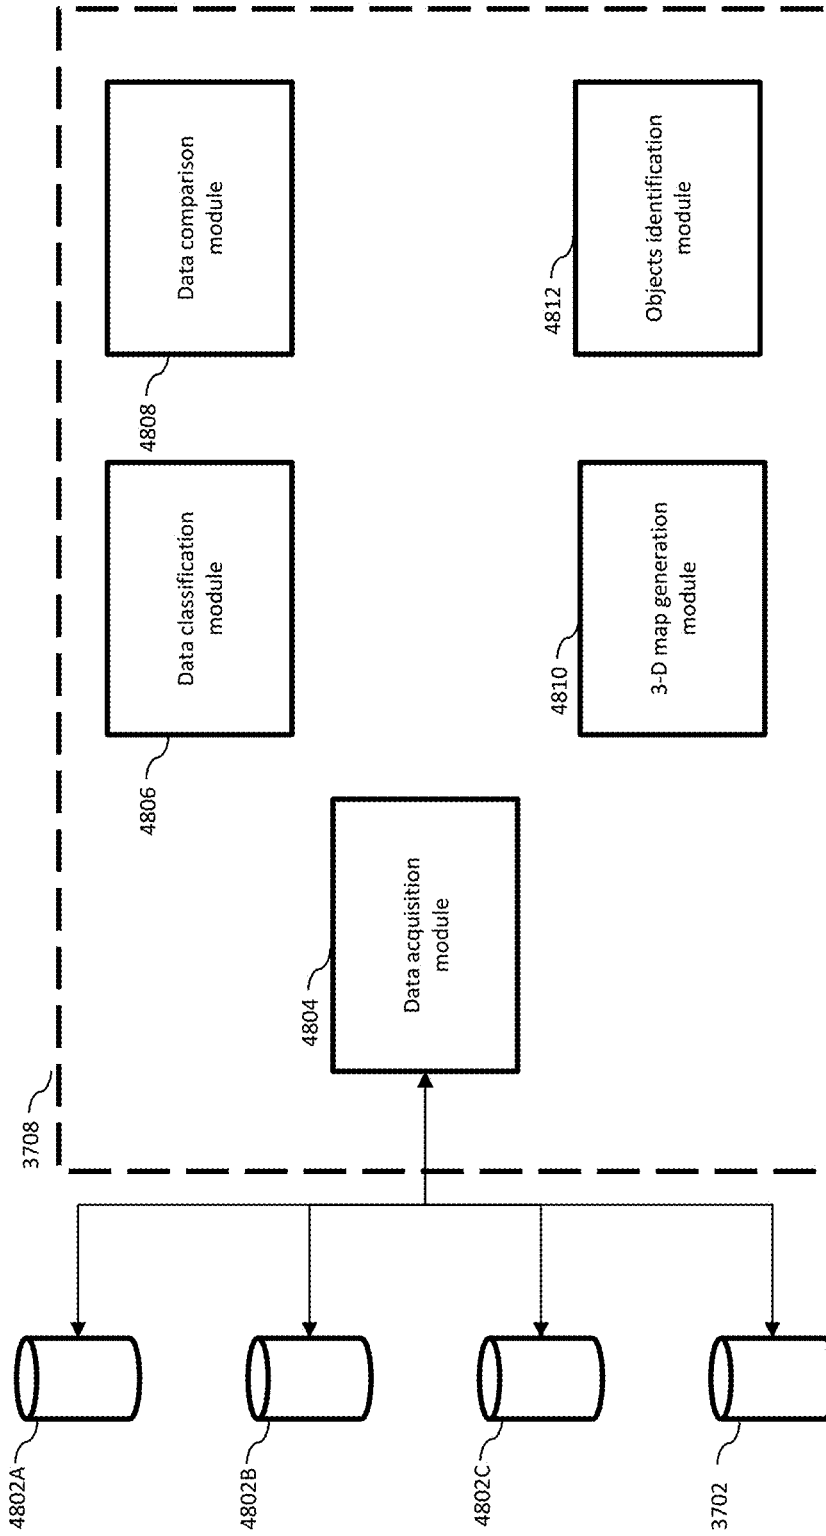 3708
4802A
4802B
4802C
3702
4804
Data acquisition
module
4806
Data classification
module
4808
Data comparison
module
4810
3-D map generation
module
4812
Objects identification
module